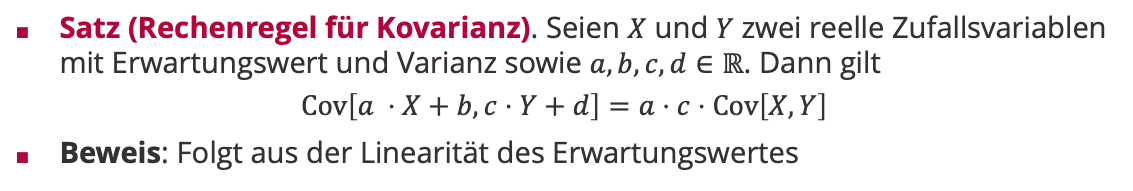 ▪ Satz (Rechenregel für Kovarianz). Seien 𝑋 und 𝑌 zwei reelle Zufallsvariablen
mit Erwartungswert und Varianz sowie 𝑎, 𝑏, 𝑐, 𝑑 ∈ ℝ. Dann gilt
Cov[𝑎 · 𝑋 + 𝑏, 𝑐 · 𝑌 + 𝑑] = 𝑎 · 𝑐 · Cov[𝑋, 𝑌]
▪ Beweis: Folgt aus der Linearität des Erwartungswertes